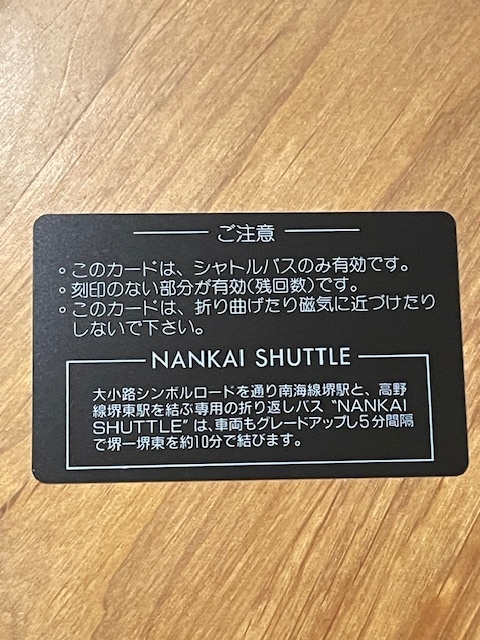 ご注意
◦このカードは、シャトルバスのみ有効です。
◦刻印のない部分が有効(残回数)です。
◦このカードは、折り曲げたり磁気に近づけたり
しないで下さい。
NANKAI SHUTTLE
大小路シンボルロードを通り南海線堺駅と、高野
線堺東駅を結ぶ専用の折り返しバス “NANKAI
SHUTTLE”は、車両もグレードアップし5分間隔
で堺―堺東を約10分で結びます。